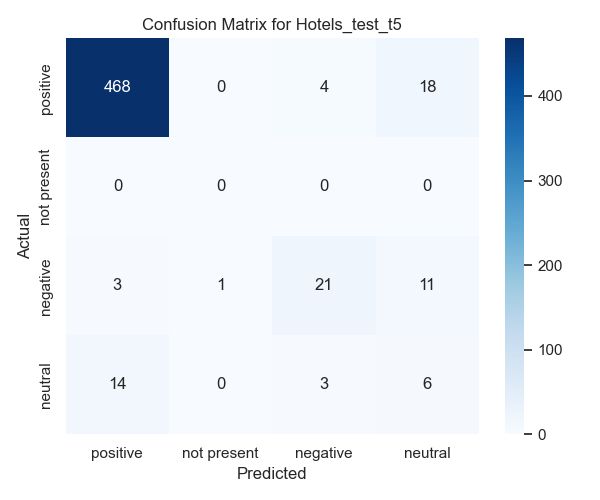 Confusion Matrix for Hotels_test_t5
positive 468 0 4 18
not present 0 0 0 0
negative 3 1 21 11
neutral 14 0 3 6
positive not present negative neutral
Predicted
Actual
400
300
200
100
0